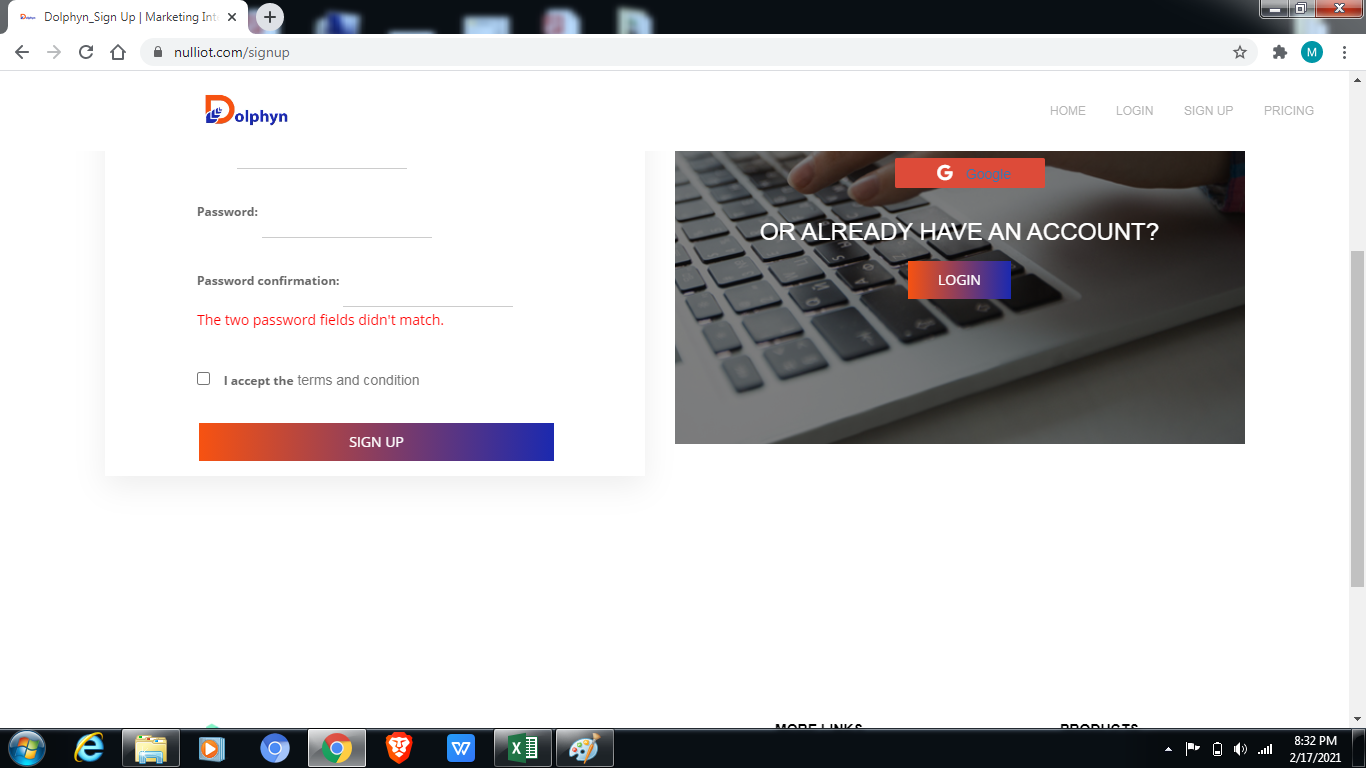 Dolphyn_Sign Up | Marketing Int
M
nulliot.com/signup
Dolphyn
HOME
LOGIN
SIGN UP
PRICING
Password:
Password confirmation:
The two password fields didn't match.
I accept the terms and condition
SIGN UP
G Google
OR ALREADY HAVE AN ACCOUNT?
LOGIN
MORE LINKS
PRODUCTS
8:32 PM
2/17/2021